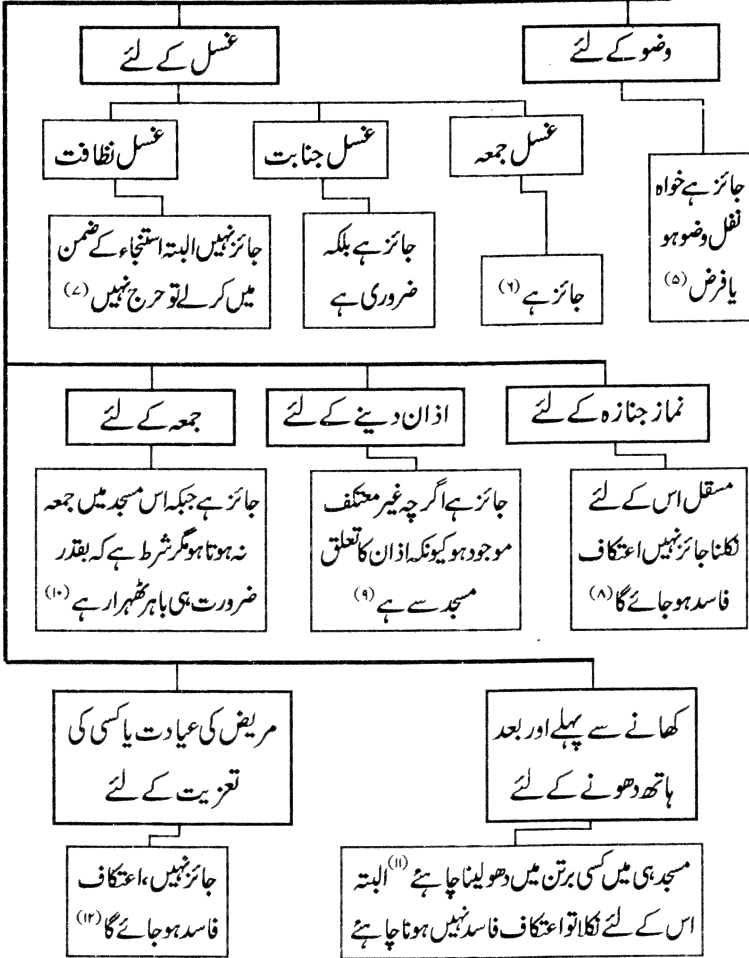 وضو کے لئے
غسل کے لئے
جائز ہے خواہ
نفل وضو ہو
یا فرض (۵)
غسل جمعہ
غسل جنابت
غسل نظافت
جائز ہے (۶)
جائز ہے بلکہ
ضروری ہے
جائز نہیں البتہ استنجاء کے ضمن
میں کرلے تو حرج نہیں (۷)
نماز جنازہ کے لئے
اذان دینے کے لئے
جمعہ کے لئے
مستقل اس کے لئے
نکلنا جائز نہیں اعتکاف
فاسد ہو جائے گا (۸)
جائز ہے اگرچہ غیر معتکف
موجود ہو کیونکہ اذان کا تعلق
مسجد سے ہے (۹)
جائز ہے جبکہ اس مسجد میں جمعہ
نہ ہوتا ہو مگر شرط ہے کہ بقدر
ضرورت ہی باہر ٹھہرا رہے (۱۰)
کھانے سے پہلے اور بعد
ہاتھ دھونے کے لئے
مریض کی عیادت یا کسی کی
تعزیت کے لئے
مسجد ہی میں کسی برتن میں دھو لینا چاہئے (۱۱) البتہ
اس کے لئے نکلا تو اعتکاف فاسد نہیں ہونا چاہئے
جائز نہیں، اعتکاف
فاسد ہو جائے گا (۱۲)